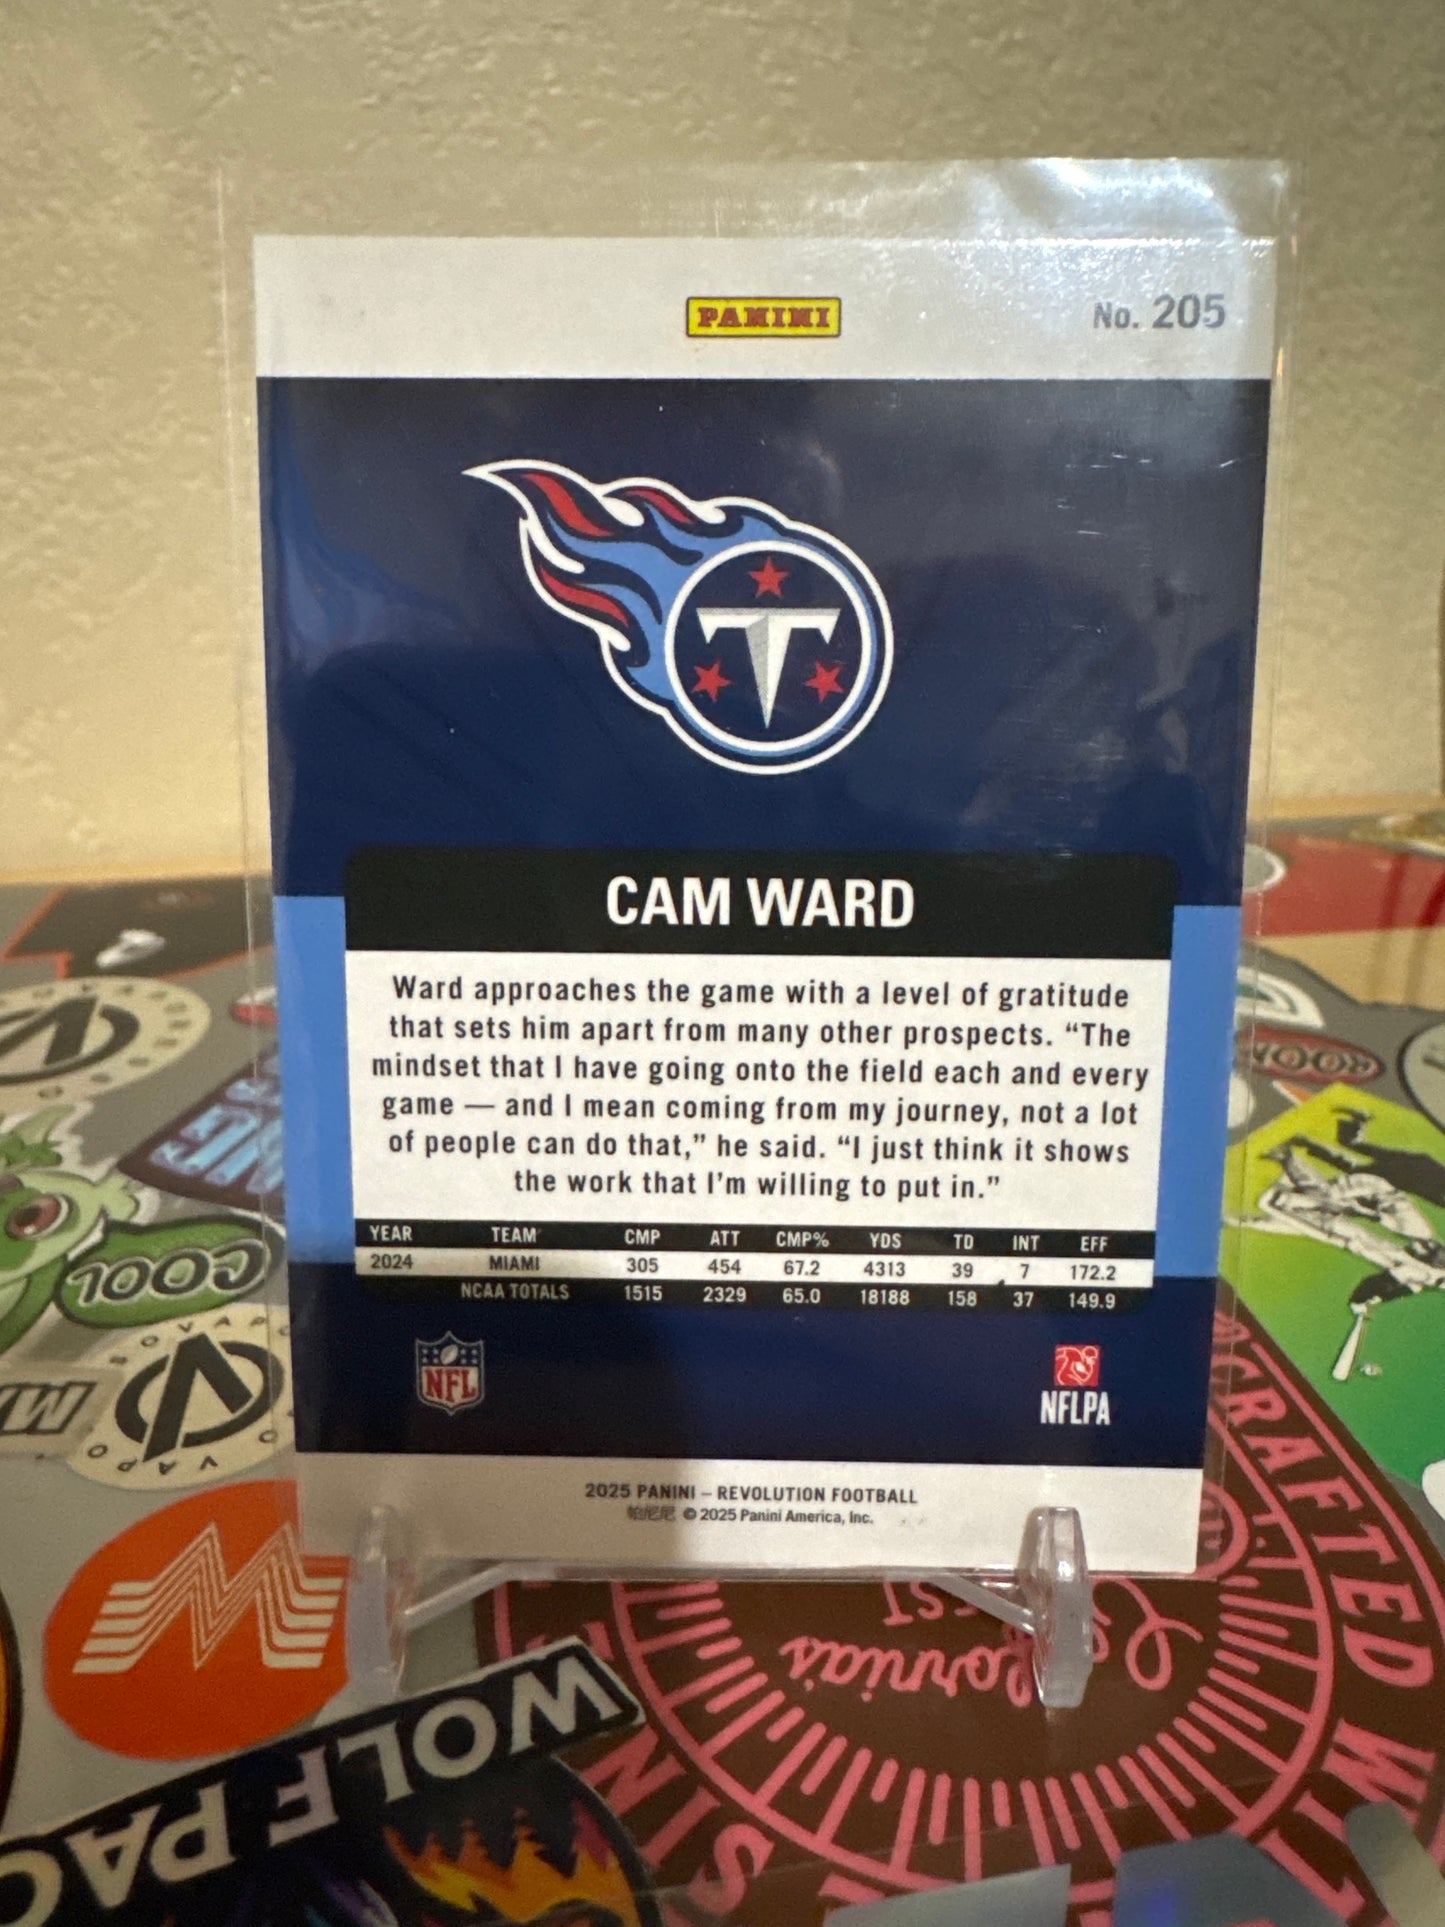 PANINI
No. 205
CAM WARD
Ward approaches the game with a level of gratitude
that sets him apart from many other prospects. “The
mindset that I have going onto the field each and every
game — and I mean coming from my journey, not a lot
of people can do that,” he said. “I just think it shows
the work that I'm willing to put in.”
YEAR TEAM CMP ATT CMP% YDS TD INT EFF
2024 MIAMI 305 454 67.2 4313 39 7 172.2
NCAA TOTALS 1515 2329 65.0 18188 158 37 149.9
NFL
NFLPA
2025 PANINI – REVOLUTION FOOTBALL
帕尼尼 © 2025 Panini America, Inc.
COOL
WOLFPAC
CRAFTED